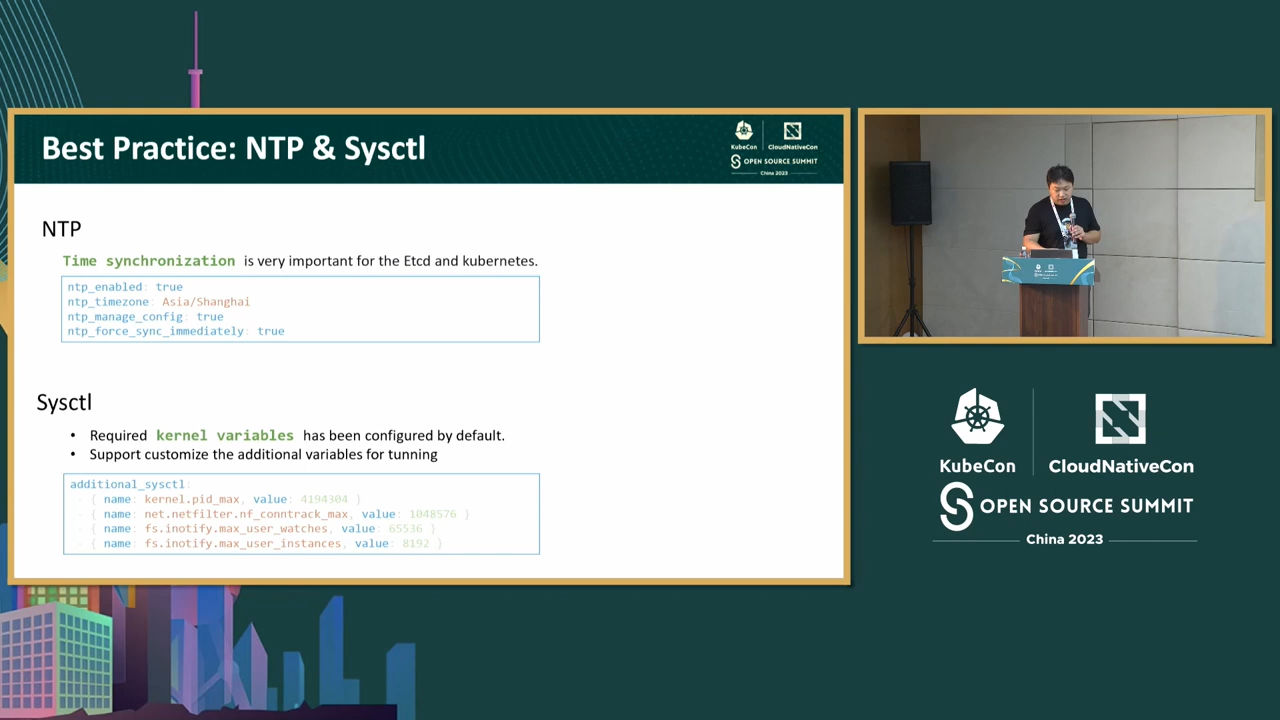 Best Practice: NTP & Sysctl
KubeCon
CloudNativeCon
OPEN SOURCE SUMMIT
China 2023
NTP
Time synchronization is very important for the Etcd and kubernetes.
ntp_enabled: true
ntp_timezone: Asia/Shanghai
ntp_manage_config: true
ntp_force_sync_immediately: true
Sysctl
• Required kernel variables has been configured by default.
• Support customize the additional variables for tunning
additional_sysctl:
- { name: kernel.pid_max, value: 4194304 }
- { name: net.netfilter.nf_conntrack_max, value: 1048576 }
- { name: fs.inotify.max_user_watches, value: 65536 }
- { name: fs.inotify.max_user_instances, value: 8192 }
KubeCon
CloudNativeCon
OPEN SOURCE SUMMIT
China 2023